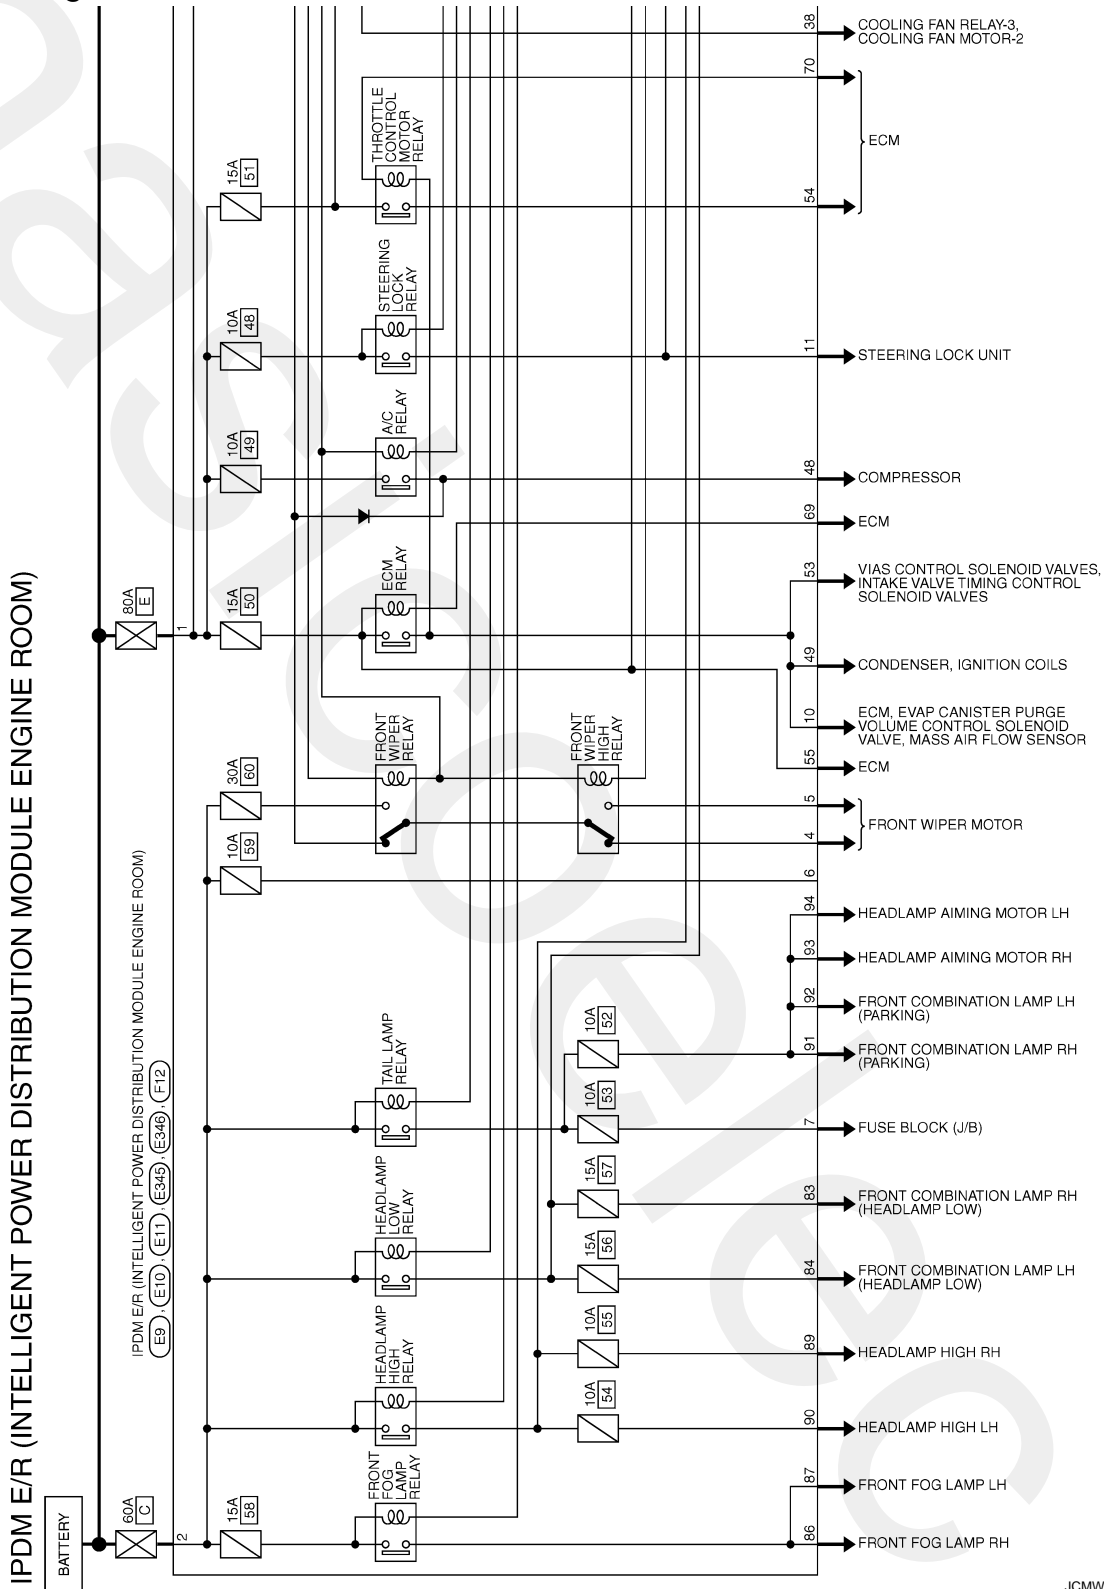 IPDM E/R (INTELLIGENT POWER DISTRIBUTION MODULE ENGINE ROOM)
BATTERY
80A
E
60A
C
1
2
IPDM E/R (INTELLIGENT POWER DISTRIBUTION MODULE ENGINE ROOM)
E9 , E10 , E11 , E345 , E346 , F12
15A
51
THROTTLE
CONTROL
MOTOR
RELAY
10A
48
STEERING
LOCK
RELAY
10A
49
A/C
RELAY
15A
50
ECM
RELAY
30A
60
FRONT
WIPER
RELAY
FRONT
WIPER
HIGH
RELAY
10A
59
TAIL LAMP
RELAY
10A
52
10A
53
HEADLAMP
LOW
RELAY
15A
57
15A
56
HEADLAMP
HIGH
RELAY
10A
55
10A
54
15A
58
FRONT
FOG
LAMP
RELAY
38
COOLING FAN RELAY-3,
COOLING FAN MOTOR-2
70
ECM
54
11
STEERING LOCK UNIT
48
COMPRESSOR
69
ECM
53
VIAS CONTROL SOLENOID VALVES,
INTAKE VALVE TIMING CONTROL
SOLENOID VALVES
49
CONDENSER, IGNITION COILS
10
ECM, EVAP CANISTER PURGE
VOLUME CONTROL SOLENOID
VALVE, MASS AIR FLOW SENSOR
55
ECM
5
FRONT WIPER MOTOR
4
6
94
HEADLAMP AIMING MOTOR LH
93
HEADLAMP AIMING MOTOR RH
92
FRONT COMBINATION LAMP LH
(PARKING)
91
FRONT COMBINATION LAMP RH
(PARKING)
7
FUSE BLOCK (J/B)
83
FRONT COMBINATION LAMP RH
(HEADLAMP LOW)
84
FRONT COMBINATION LAMP LH
(HEADLAMP LOW)
89
HEADLAMP HIGH RH
90
HEADLAMP HIGH LH
87
FRONT FOG LAMP LH
86
FRONT FOG LAMP RH
JCMW